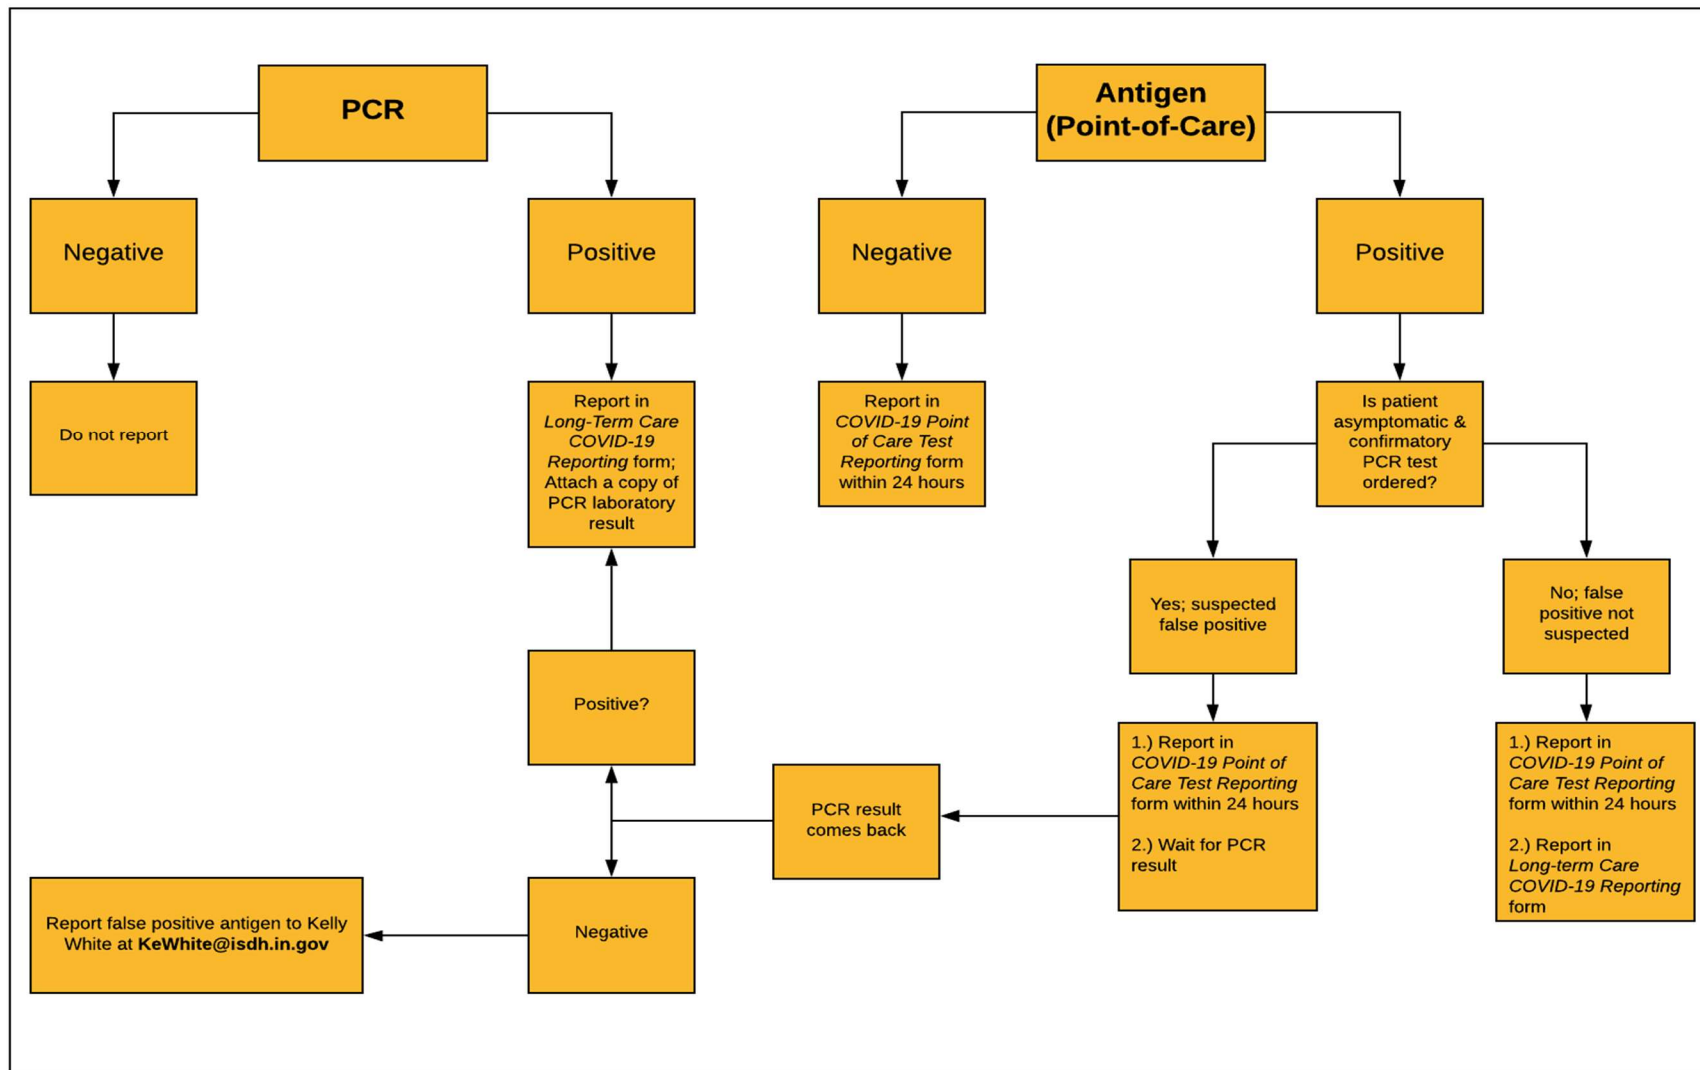 PCR
Antigen
(Point-of-Care)
Negative
Positive
Negative
Positive
Do not report
Report in
Long-Term Care
COVID-19
Reporting form;
Attach a copy of
PCR laboratory
result
Report in
COVID-19 Point
of Care Test
Reporting form
within 24 hours
Is patient
asymptomatic &
confirmatory
PCR test
ordered?
Yes; suspected
false positive
No; false
positive not
suspected
Positive?
PCR result
comes back
1.) Report in
COVID-19 Point of
Care Test Reporting
form within 24 hours
2.) Wait for PCR
result
1.) Report in
COVID-19 Point of
Care Test Reporting
form within 24 hours
2.) Report in
Long-term Care
COVID-19 Reporting
form
Report false positive antigen to Kelly
White at KeWhite@isdh.in.gov
Negative